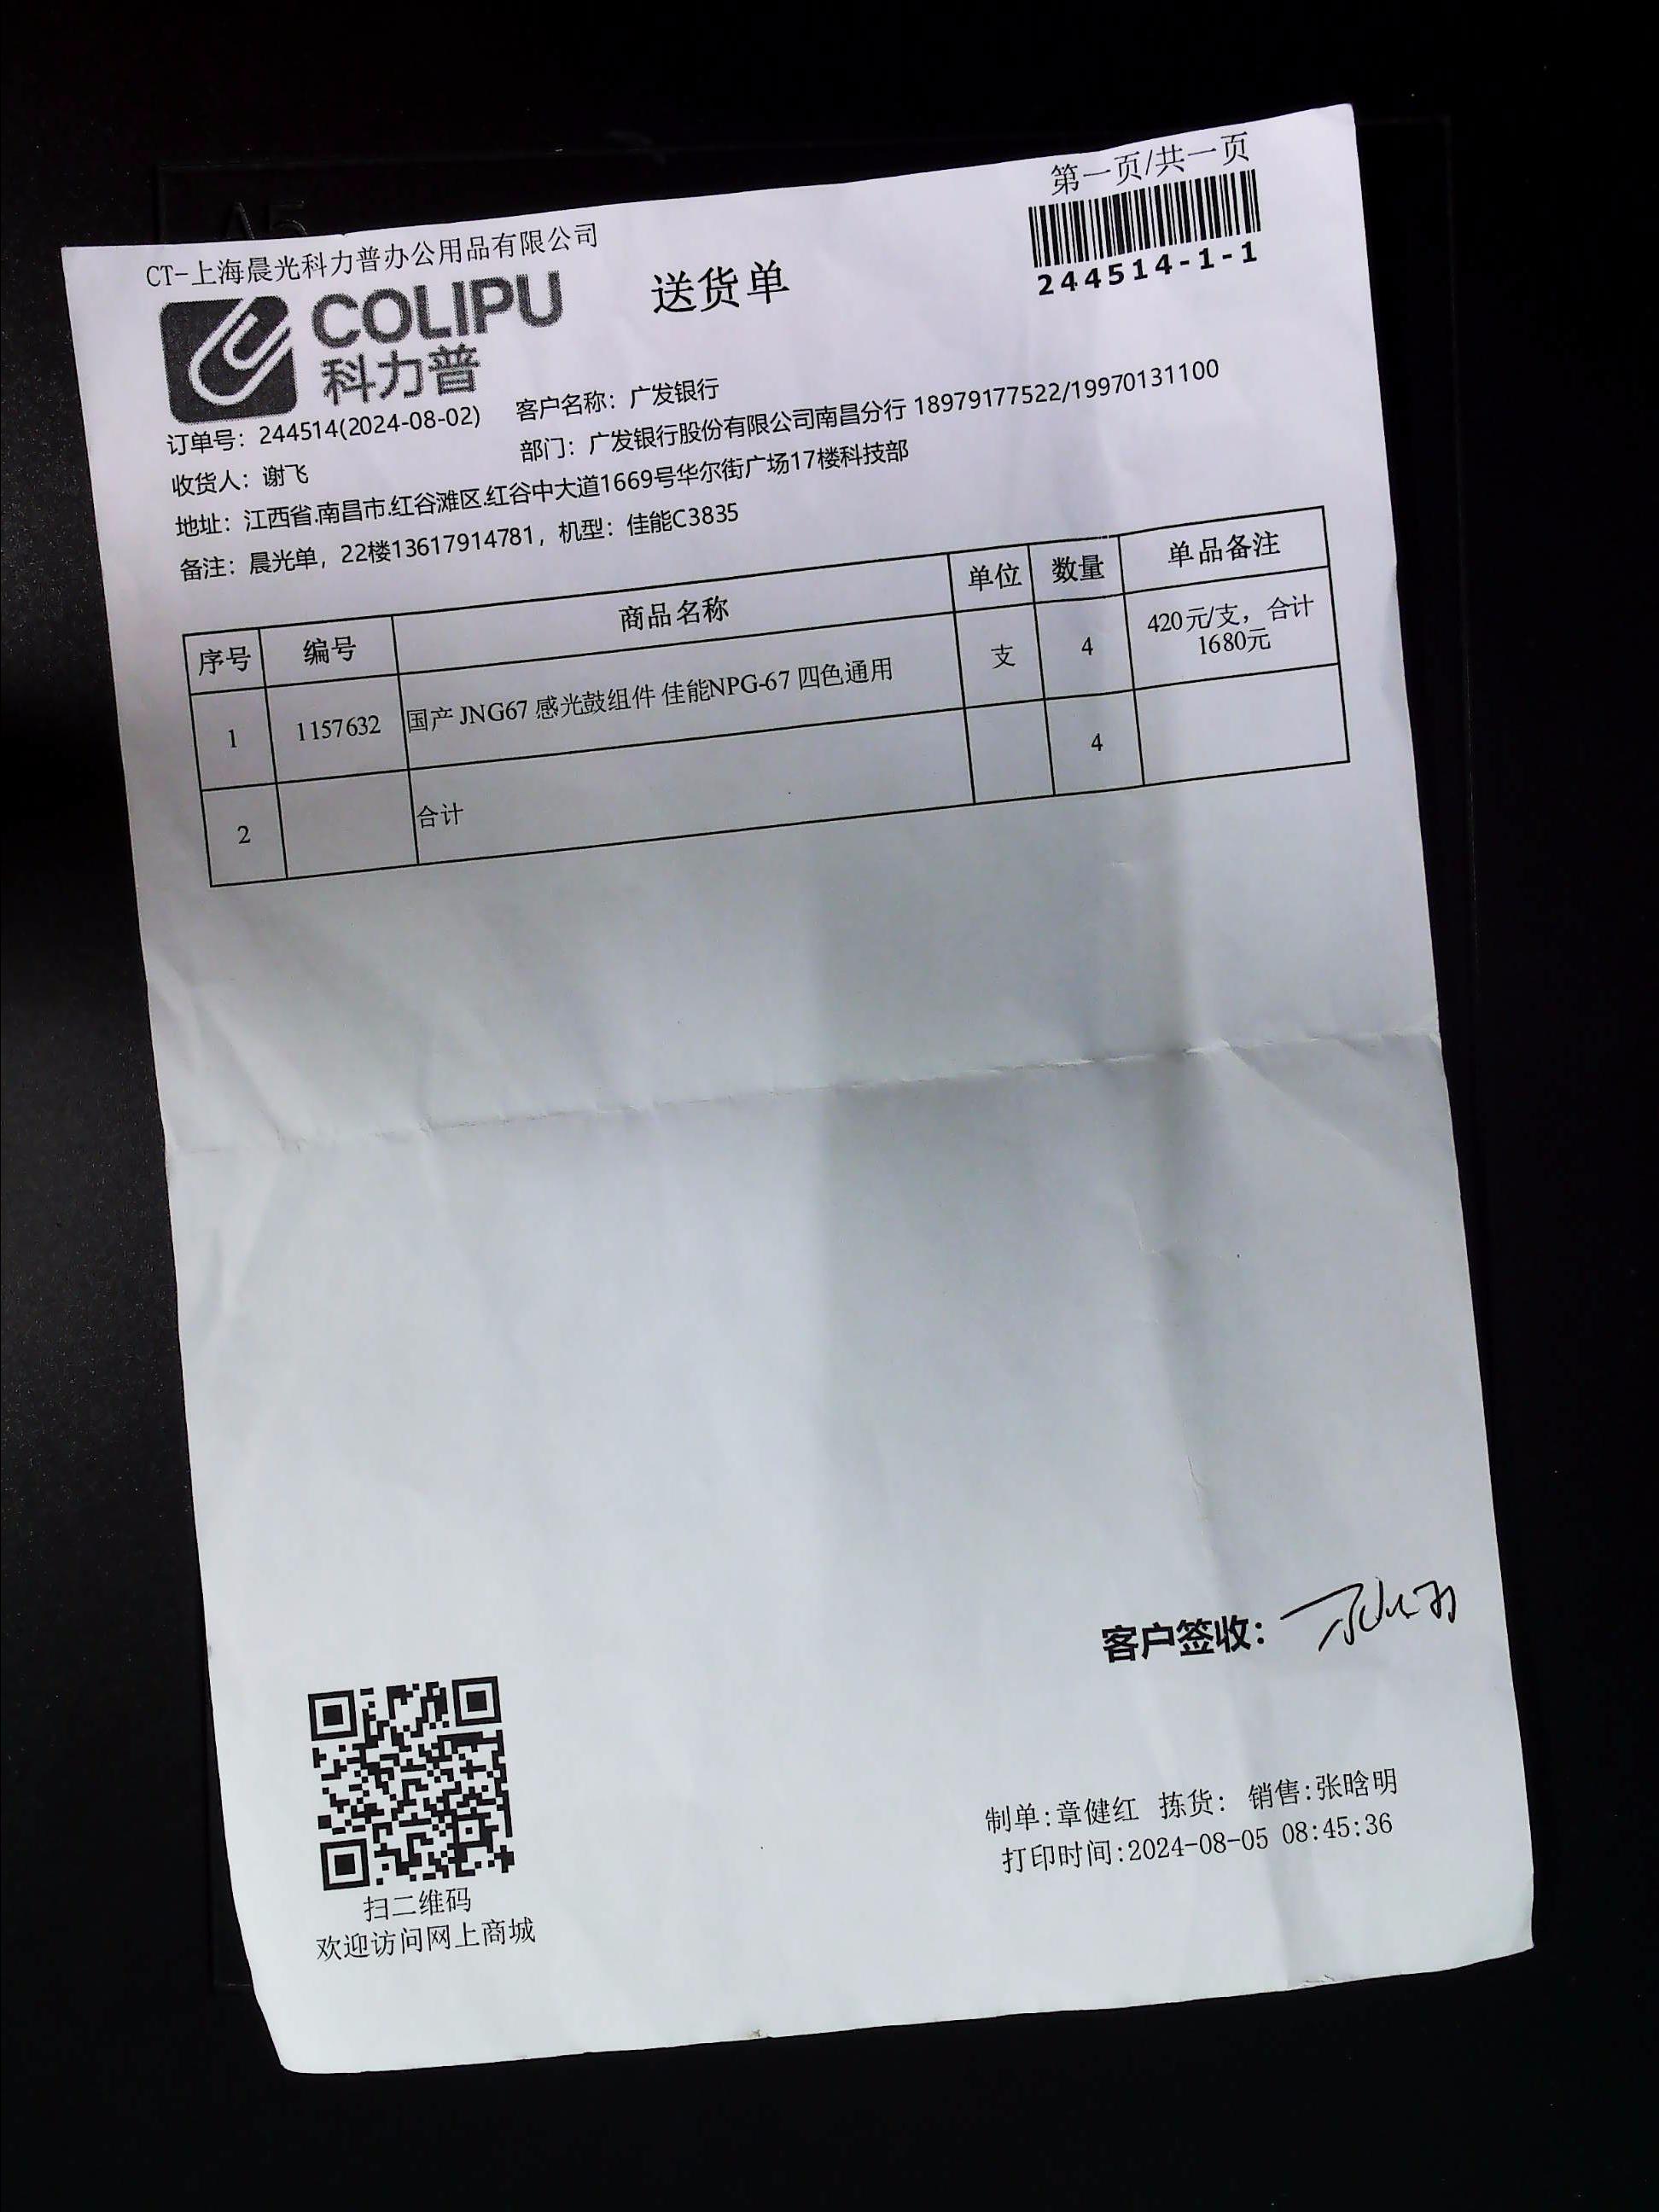 第一页/共一页
CT-上海晨光科力普办公用品有限公司
COLIPU
科力普
送货单
244514-1-1
订单号：244514(2024-08-02) 客户名称：广发银行
收货人：谢飞 部门：广发银行股份有限公司南昌分行 18979177522/19970131100
地址：江西省.南昌市.红谷滩区.红谷中大道1669号华尔街广场17楼科技部
备注：晨光单，22楼13617914781，机型：佳能C3835
序号 编号 商品名称 单位 数量 单品备注
1 1157632 国产 JNG67 感光鼓组件 佳能NPG-67 四色通用 支 4 420元/支，合计
1680元
2 合计 4
客户签收：
制单:章健红 拣货: 销售:张晗明
打印时间:2024-08-05 08:45:36
扫二维码
欢迎访问网上商城
A5